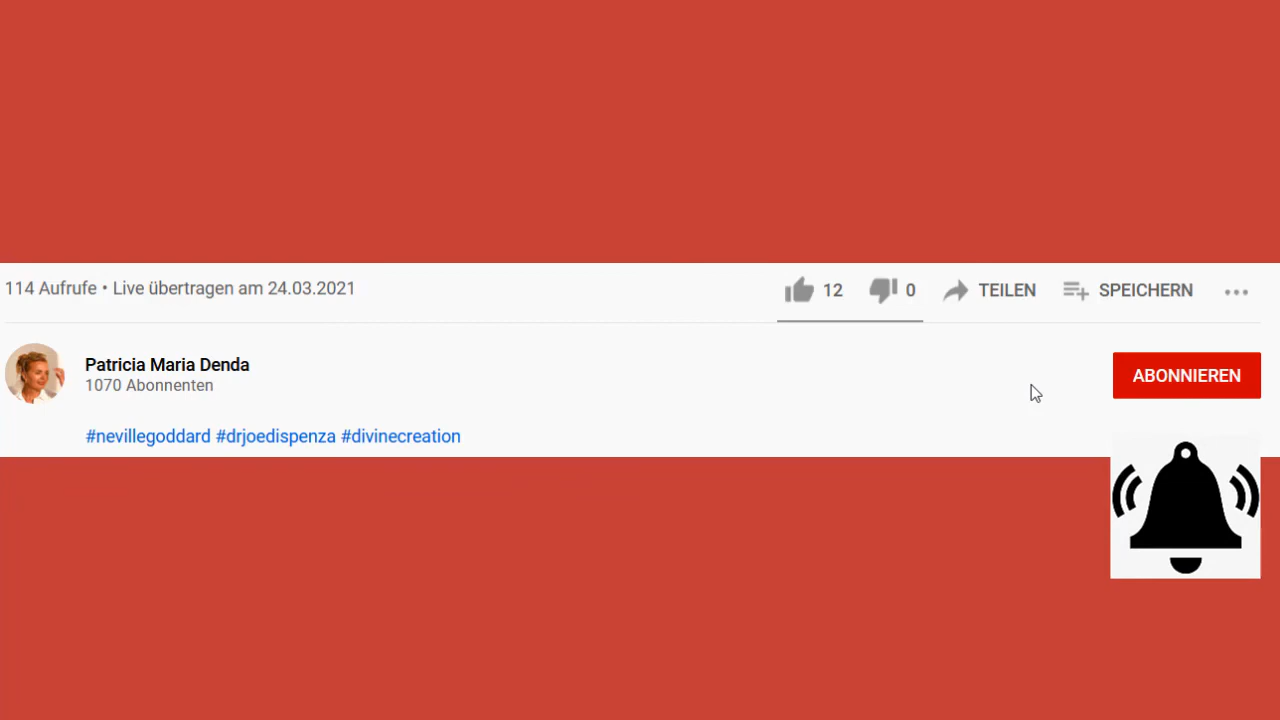 114 Aufrufe • Live übertragen am 24.03.2021
12 0 TEILEN SPEICHERN
Patricia Maria Denda
1070 Abonnenten
ABONNIEREN
#nevillegoddard #drjoedispenza #divinecreation